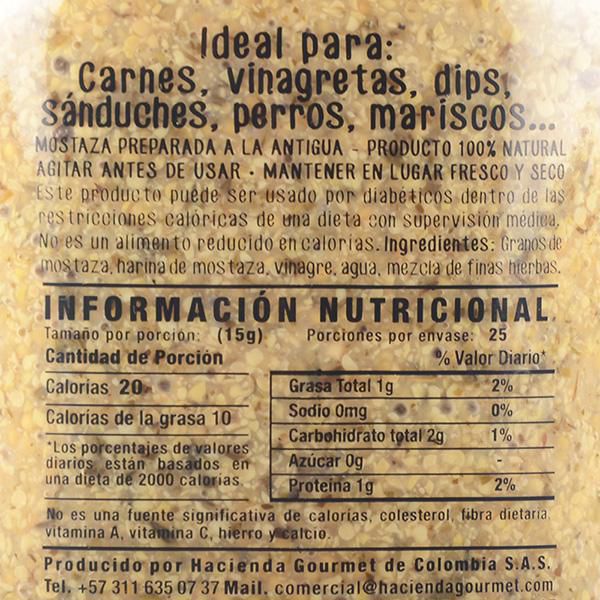 Ideal para:
Carnes, vinagretas, dips,
sánduches, perros, mariscos...
MOSTAZA PREPARADA A LA ANTIGUA - PRODUCTO 100% NATURAL
AGITAR ANTES DE USAR • MANTENER EN LUGAR FRESCO Y SECO
Este producto puede ser usado por diabéticos dentro de las
restricciones calóricas de una dieta con supervisión médica.
No es un alimento reducido en calorías. Ingredientes: Granos de
mostaza, harina de mostaza, vinagre, agua, mezcla de finas hierbas.
INFORMACIÓN NUTRICIONAL
Tamaño por porción: (15g) Porciones por envase: 25
Cantidad de Porción % Valor Diario*
Calorías 20
Calorías de la grasa 10
*Los porcentajes de valores
diarios están basados en
una dieta de 2000 calorías.
Grasa Total 1g 2%
Sodio 0mg 0%
Carbohidrato total 2g 1%
Azúcar 0g -
Proteína 1g 2%
No es una fuente significativa de calorías, colesterol, fibra dietaria,
vitamina A, vitamina C, hierro y calcio.
Producido por Hacienda Gourmet de Colombia S.A.S.
Tel. +57 311 635 07 37 Mail. comercial@haciendagourmet.com